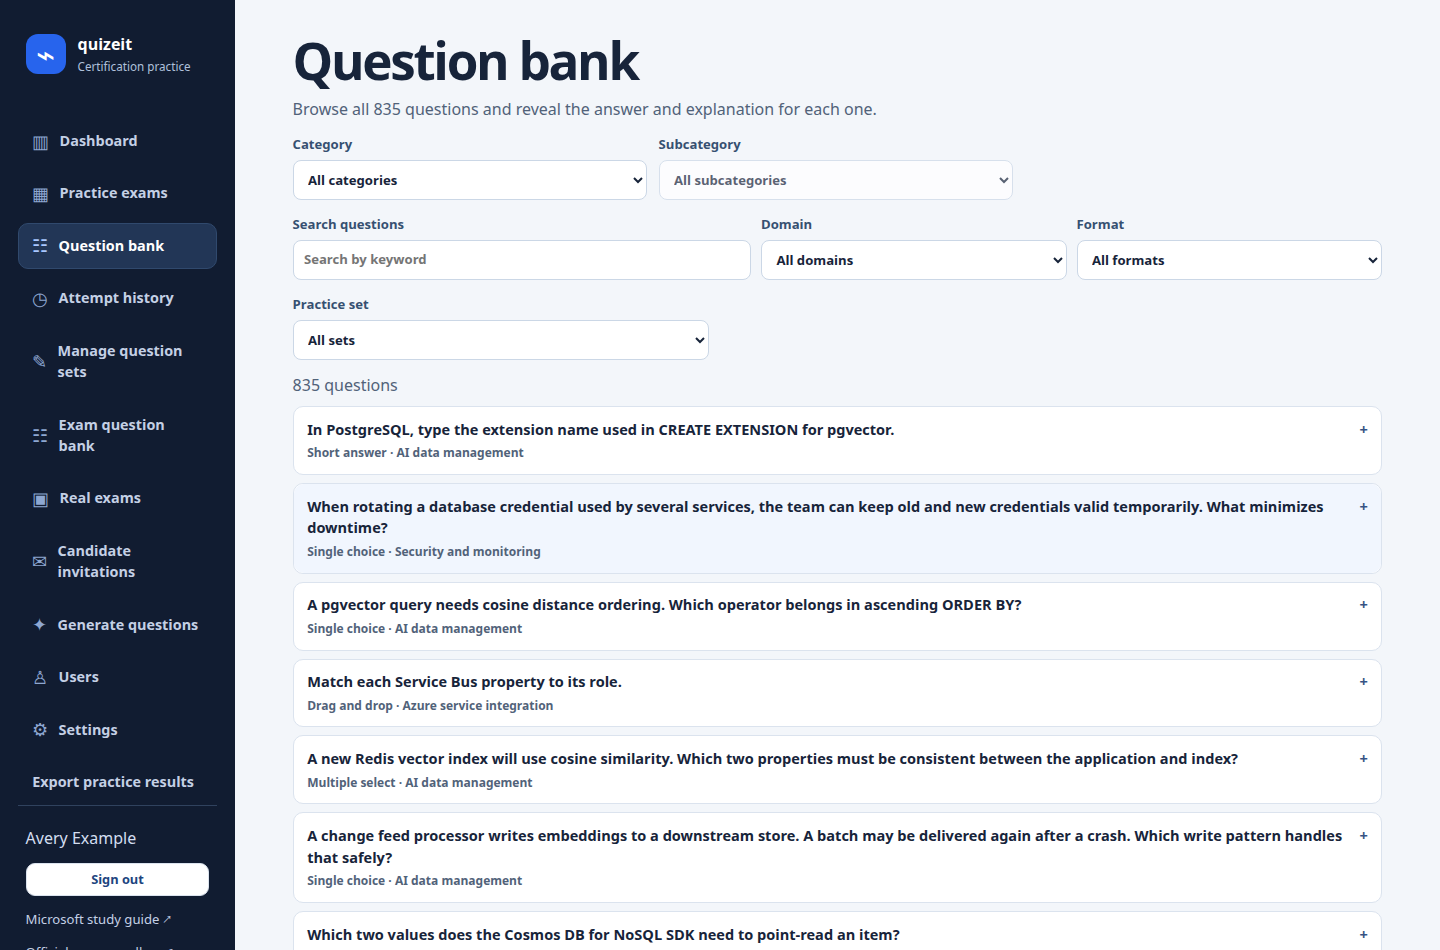 quizeit
Certification practice
Dashboard
Practice exams
Question bank
Attempt history
Manage question
sets
Exam question
bank
Real exams
Candidate
invitations
Generate questions
Users
Settings
Export practice results
Avery Example
Sign out
Microsoft study guide ↗
Question bank
Browse all 835 questions and reveal the answer and explanation for each one.
Category
Subcategory
All categories
All subcategories
Search questions
Domain
Format
Search by keyword
All domains
All formats
Practice set
All sets
835 questions
In PostgreSQL, type the extension name used in CREATE EXTENSION for pgvector. +
Short answer · AI data management
When rotating a database credential used by several services, the team can keep old and new credentials valid temporarily. What minimizes +
downtime?
Single choice · Security and monitoring
A pgvector query needs cosine distance ordering. Which operator belongs in ascending ORDER BY? +
Single choice · AI data management
Match each Service Bus property to its role. +
Drag and drop · Azure service integration
A new Redis vector index will use cosine similarity. Which two properties must be consistent between the application and index? +
Multiple select · AI data management
A change feed processor writes embeddings to a downstream store. A batch may be delivered again after a crash. Which write pattern handles +
that safely?
Single choice · AI data management
Which two values does the Cosmos DB for NoSQL SDK need to point-read an item? +